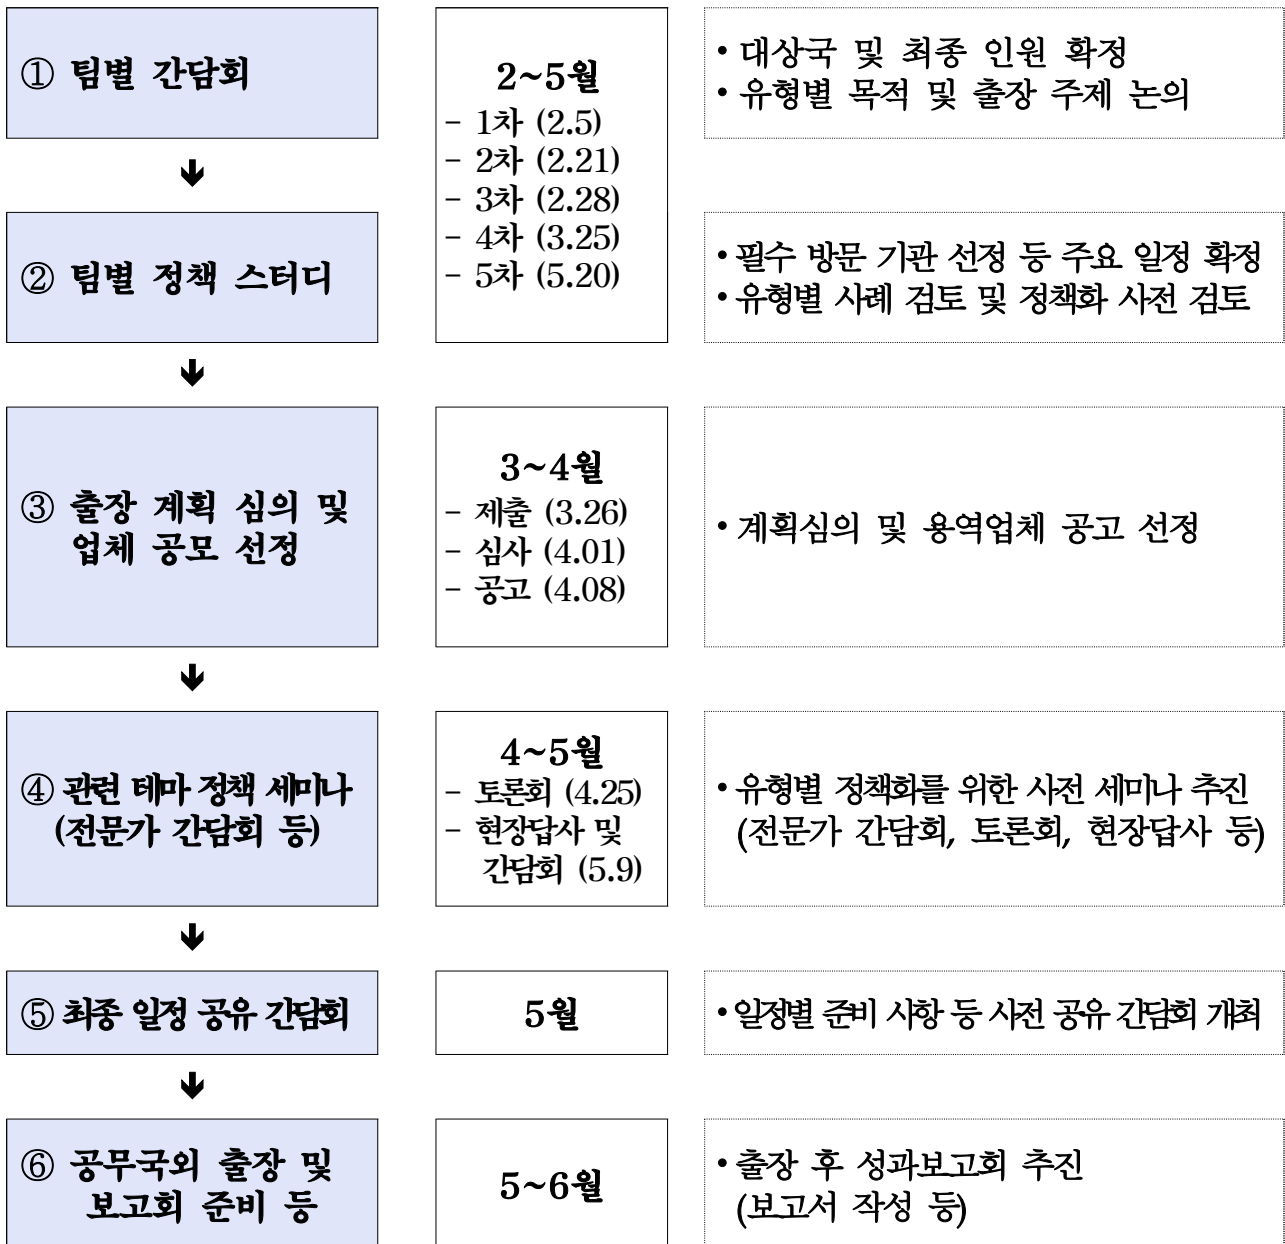 ① 팀별 간담회
2~5월
- 1차 (2.5)
- 2차 (2.21)
- 3차 (2.28)
- 4차 (3.25)
- 5차 (5.20)
• 대상국 및 최종 인원 확정
• 유형별 목적 및 출장 주제 논의
🡻
② 팀별 정책 스터디
• 필수 방문 기관 선정 등 주요 일정 확정
• 유형별 사례 검토 및 정책화 사전 검토
🡻
③ 출장 계획 심의 및
업체 공모 선정
3~4월
- 제출 (3.26)
- 심사 (4.01)
- 공고 (4.08)
• 계획심의 및 용역업체 공고 선정
🡻
④ 관련 테마 정책 세미나
(전문가 간담회 등)
4~5월
- 토론회 (4.25)
- 현장답사 및
간담회 (5.9)
• 유형별 정책화를 위한 사전 세미나 추진
(전문가 간담회, 토론회, 현장답사 등)
🡻
⑤ 최종 일정 공유 간담회
5월
• 일정별 준비 사항 등 사전 공유 간담회 개최
🡻
⑥ 공무국외 출장 및
보고회 준비 등
5~6월
• 출장 후 성과보고회 추진
(보고서 작성 등)